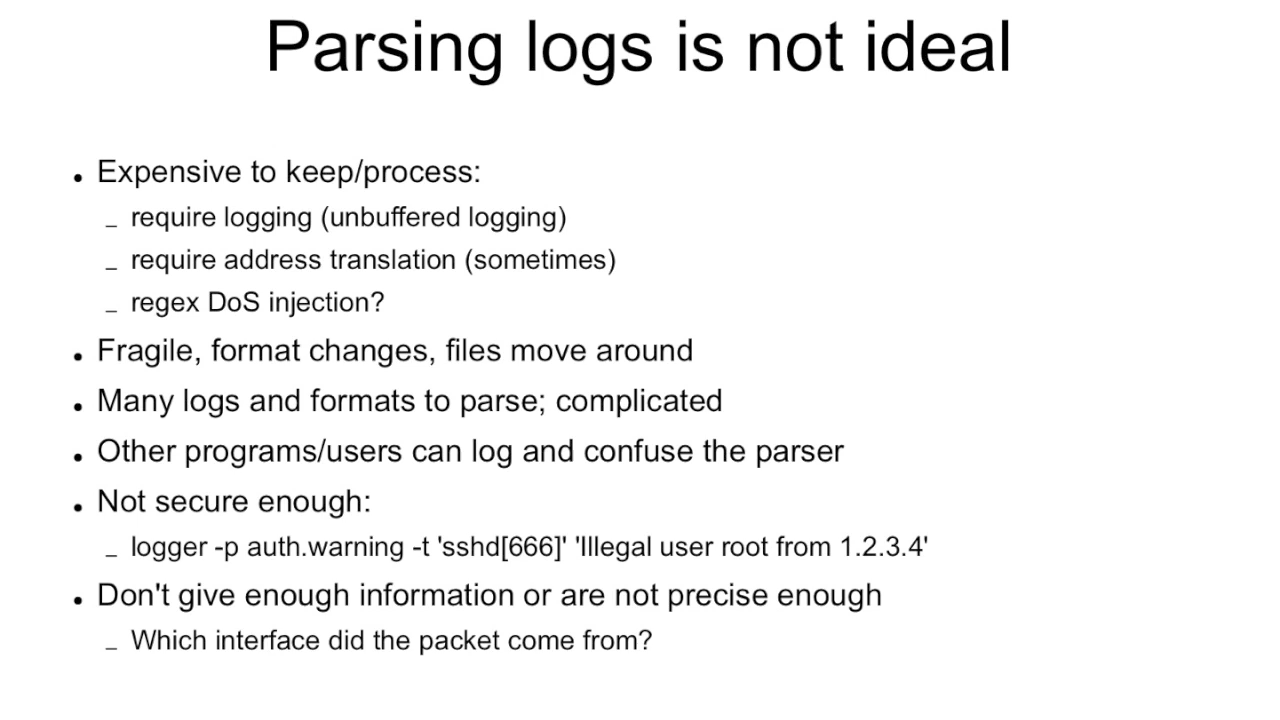 Parsing logs is not ideal
• Expensive to keep/process:
– require logging (unbuffered logging)
– require address translation (sometimes)
– regex DoS injection?
• Fragile, format changes, files move around
• Many logs and formats to parse; complicated
• Other programs/users can log and confuse the parser
• Not secure enough:
– logger -p auth.warning -t 'sshd[666]' 'Illegal user root from 1.2.3.4'
• Don't give enough information or are not precise enough
– Which interface did the packet come from?